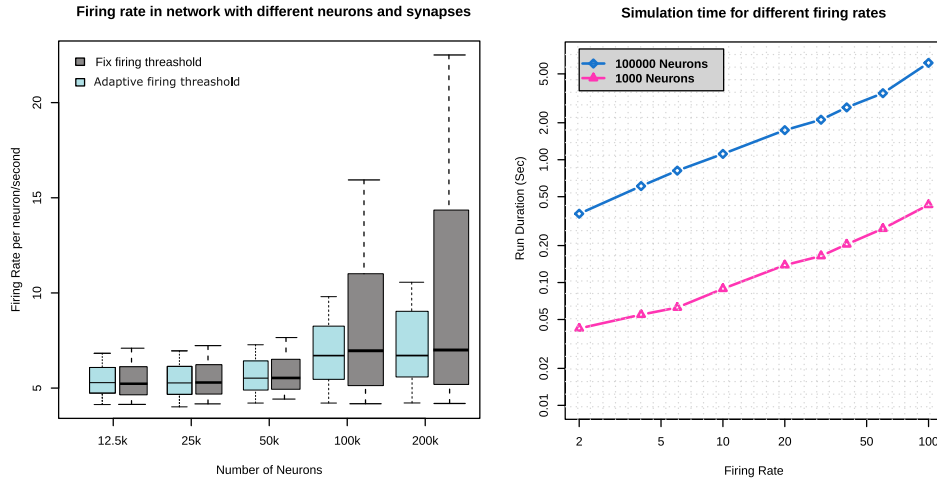 Firing rate in network with different neurons and synapses
Fix firing threashold
Adaptive firing threashold
20
15
10
5
Firing Rate per neuron/second
12.5k 25k 50k 100k 200k
Number of Neurons
Simulation time for different firing rates
100000 Neurons
1000 Neurons
5.00
2.00
1.00
0.50
0.20
0.10
0.05
0.02
0.01
Run Duration (Sec)
2 5 10 20 50 100
Firing Rate